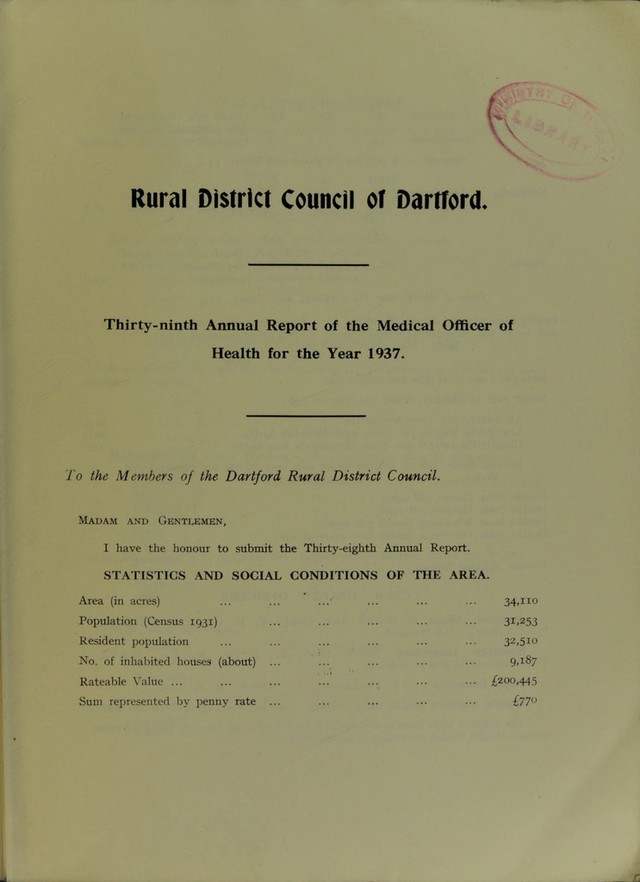 MINISTRY OF
LIBRARY
Rural District Council of Dartford.
Thirty-ninth Annual Report of the Medical Officer of
Health for the Year 1937.
To the Members of the Dartford Rural District Council.
MADAM AND GENTLEMEN,
I have the honour to submit the Thirty-eighth Annual Report.
STATISTICS AND SOCIAL CONDITIONS OF THE AREA.
Area (in acres) ... ... ... ... ... ... 34,110
Population (Census 1931) ... ... ... ... ... 31,253
Resident population ... ... ... ... ... ... 32,510
No. of inhabited houses (about) ... ... ... ... ... 9,187
Rateable Value ... ... ... ... ... ... ... £200,445
Sum represented by penny rate ... ... ... ... ... £770